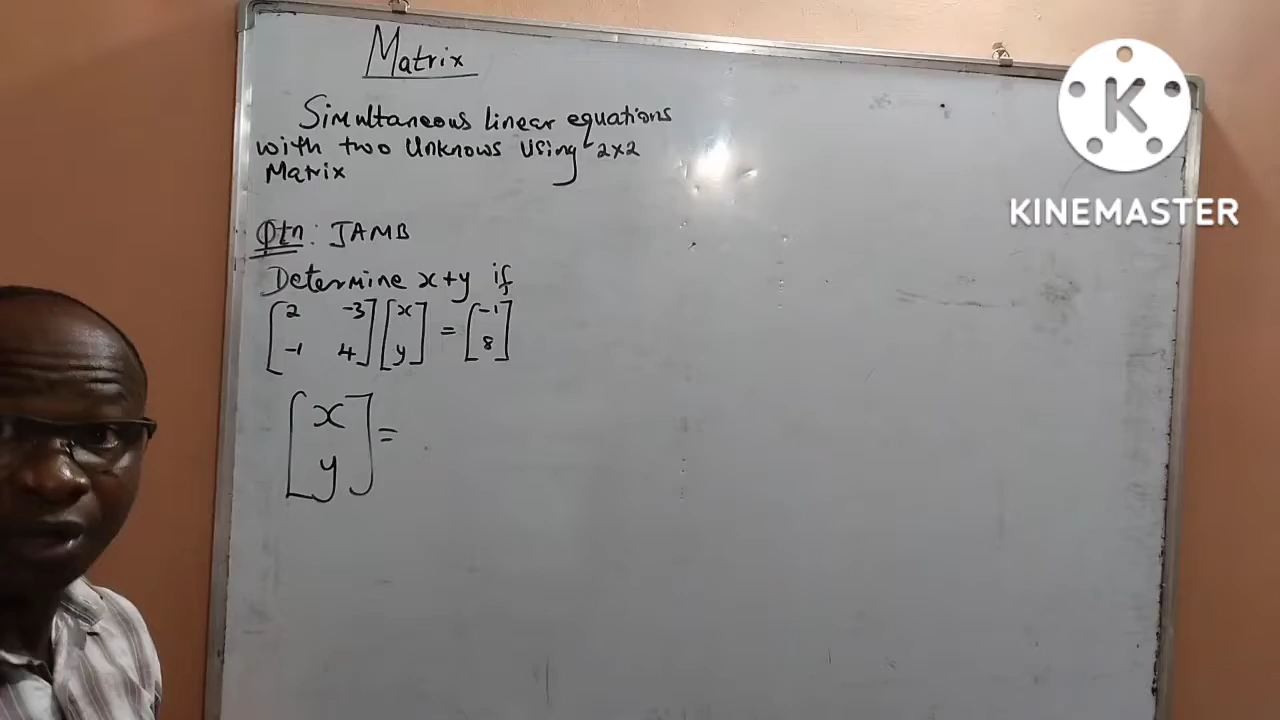 Matrix
Simultaneous linear equations
with two Unknows Using 2x2
Matrix
Qtn: JAMB
Determine x+y if
[2 -3] [x] = [-1]
[-1 4] [y] [8]
[x] =
[y]
K
KINEMASTER